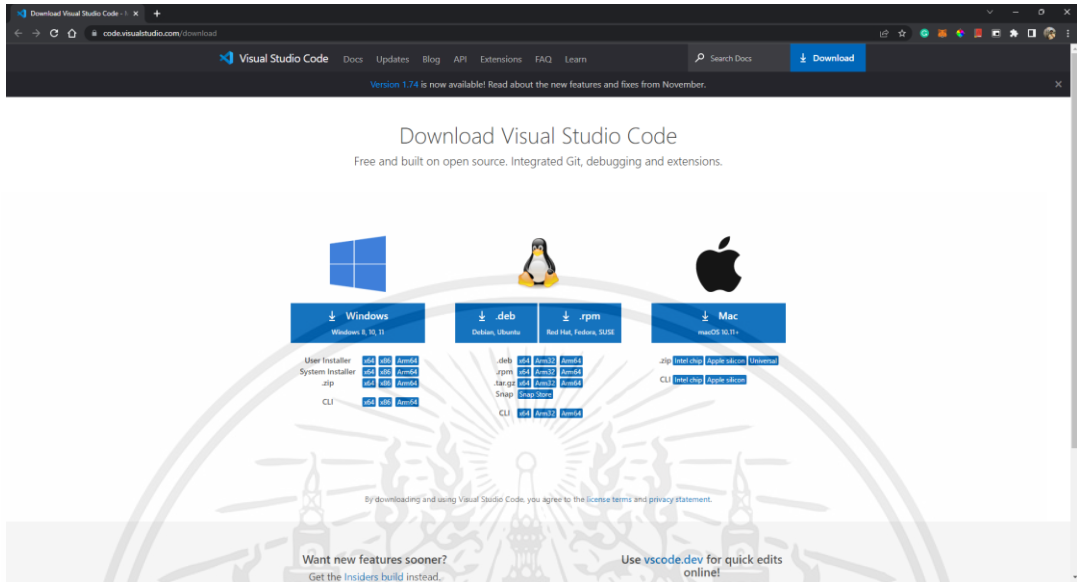 Download Visual Studio Code -
code.visualstudio.com/download
Visual Studio Code Docs Updates Blog API Extensions FAQ Learn Search Docs Download
Version 1.74 is now available! Read about the new features and fixes from November.
Download Visual Studio Code
Free and built on open source. Integrated Git, debugging and extensions.
Windows
Windows 8, 10, 11
User Installer x64 x86 Arm64
System Installer x64 x86 Arm64
.zip x64 x86 Arm64
CLI x64 x86 Arm64
.deb
Debian, Ubuntu
.rpm
Red Hat, Fedora, SUSE
.deb x64 Arm32 Arm64
.rpm x64 Arm32 Arm64
.tar.gz x64 Arm32 Arm64
Snap Snap Store
CLI x64 Arm32 Arm64
Mac
macOS 10.11+
.zip Intel chip Apple silicon Universal
CLI Intel chip Apple silicon
By downloading and using Visual Studio Code, you agree to the license terms and privacy statement.
Want new features sooner?
Get the Insiders build instead.
Use vscode.dev for quick edits
online!